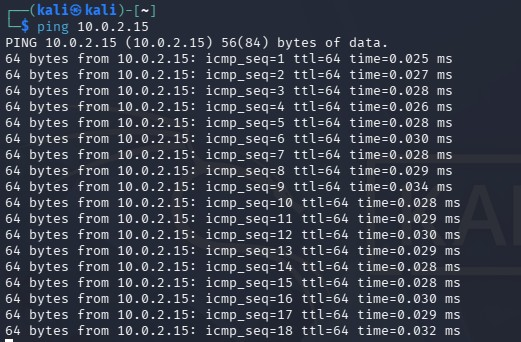 ┌──(kali㉿kali)-[~]
└─$ ping 10.0.2.15
PING 10.0.2.15 (10.0.2.15) 56(84) bytes of data.
64 bytes from 10.0.2.15: icmp_seq=1 ttl=64 time=0.025 ms
64 bytes from 10.0.2.15: icmp_seq=2 ttl=64 time=0.027 ms
64 bytes from 10.0.2.15: icmp_seq=3 ttl=64 time=0.028 ms
64 bytes from 10.0.2.15: icmp_seq=4 ttl=64 time=0.026 ms
64 bytes from 10.0.2.15: icmp_seq=5 ttl=64 time=0.028 ms
64 bytes from 10.0.2.15: icmp_seq=6 ttl=64 time=0.030 ms
64 bytes from 10.0.2.15: icmp_seq=7 ttl=64 time=0.028 ms
64 bytes from 10.0.2.15: icmp_seq=8 ttl=64 time=0.029 ms
64 bytes from 10.0.2.15: icmp_seq=9 ttl=64 time=0.034 ms
64 bytes from 10.0.2.15: icmp_seq=10 ttl=64 time=0.028 ms
64 bytes from 10.0.2.15: icmp_seq=11 ttl=64 time=0.029 ms
64 bytes from 10.0.2.15: icmp_seq=12 ttl=64 time=0.030 ms
64 bytes from 10.0.2.15: icmp_seq=13 ttl=64 time=0.029 ms
64 bytes from 10.0.2.15: icmp_seq=14 ttl=64 time=0.028 ms
64 bytes from 10.0.2.15: icmp_seq=15 ttl=64 time=0.028 ms
64 bytes from 10.0.2.15: icmp_seq=16 ttl=64 time=0.030 ms
64 bytes from 10.0.2.15: icmp_seq=17 ttl=64 time=0.029 ms
64 bytes from 10.0.2.15: icmp_seq=18 ttl=64 time=0.032 ms